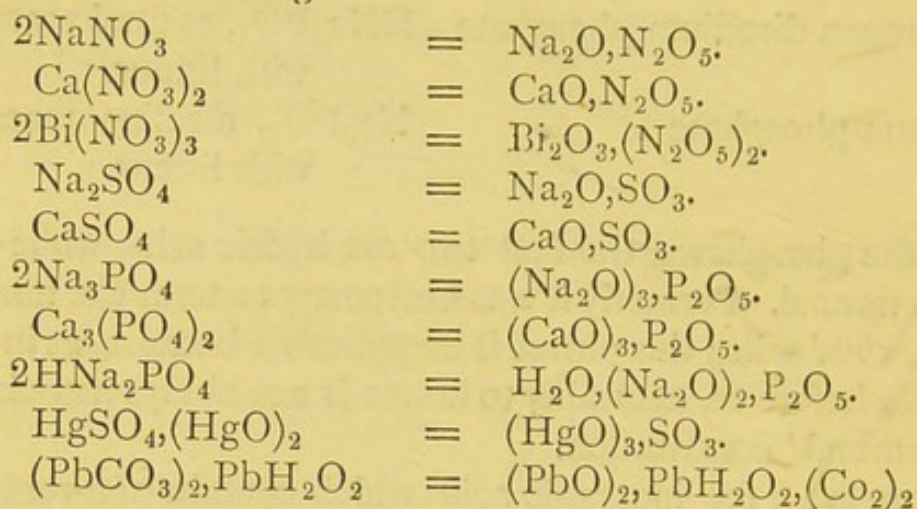 2NaNO₃ = Na₂O,N₂O₅.
Ca(NO₃)₂ = CaO,N₂O₅.
2Bi(NO₃)₃ = Bi₂O₃,(N₂O₅)₂.
Na₂SO₄ = Na₂O,SO₃.
CaSO₄ = CaO,SO₃.
2Na₃PO₄ = (Na₂O)₃,P₂O₅.
Ca₃(PO₄)₂ = (CaO)₃,P₂O₅.
2HNa₂PO₄ = H₂O,(Na₂O)₂,P₂O₅.
HgSO₄,(HgO)₂ = (HgO)₃,SO₃.
(PbCO₃)₂,PbH₂O₂ = (PbO)₂,PbH₂O₂,(Co₂)₂